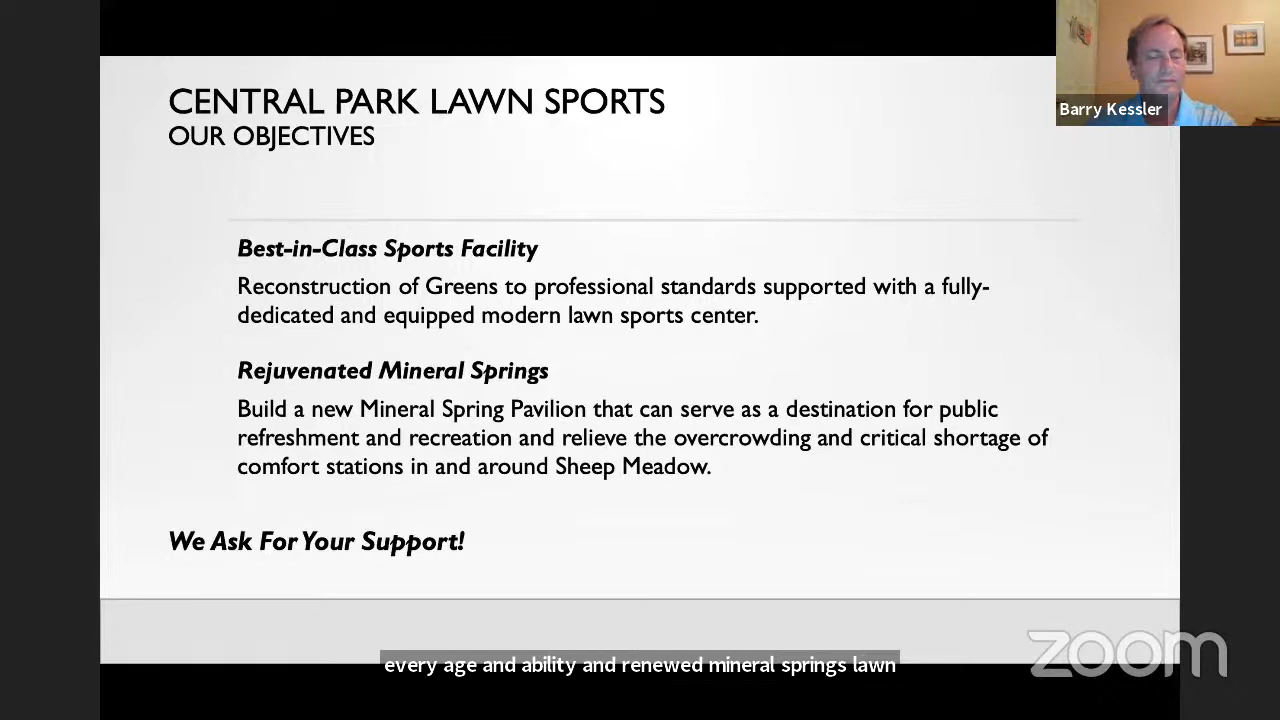 CENTRAL PARK LAWN SPORTS
OUR OBJECTIVES
Barry Kessler
Best-in-Class Sports Facility
Reconstruction of Greens to professional standards supported with a fully-
dedicated and equipped modern lawn sports center.
Rejuvenated Mineral Springs
Build a new Mineral Spring Pavilion that can serve as a destination for public
refreshment and recreation and relieve the overcrowding and critical shortage of
comfort stations in and around Sheep Meadow.
We Ask For Your Support!
zoom
every age and ability and renewed mineral springs lawn